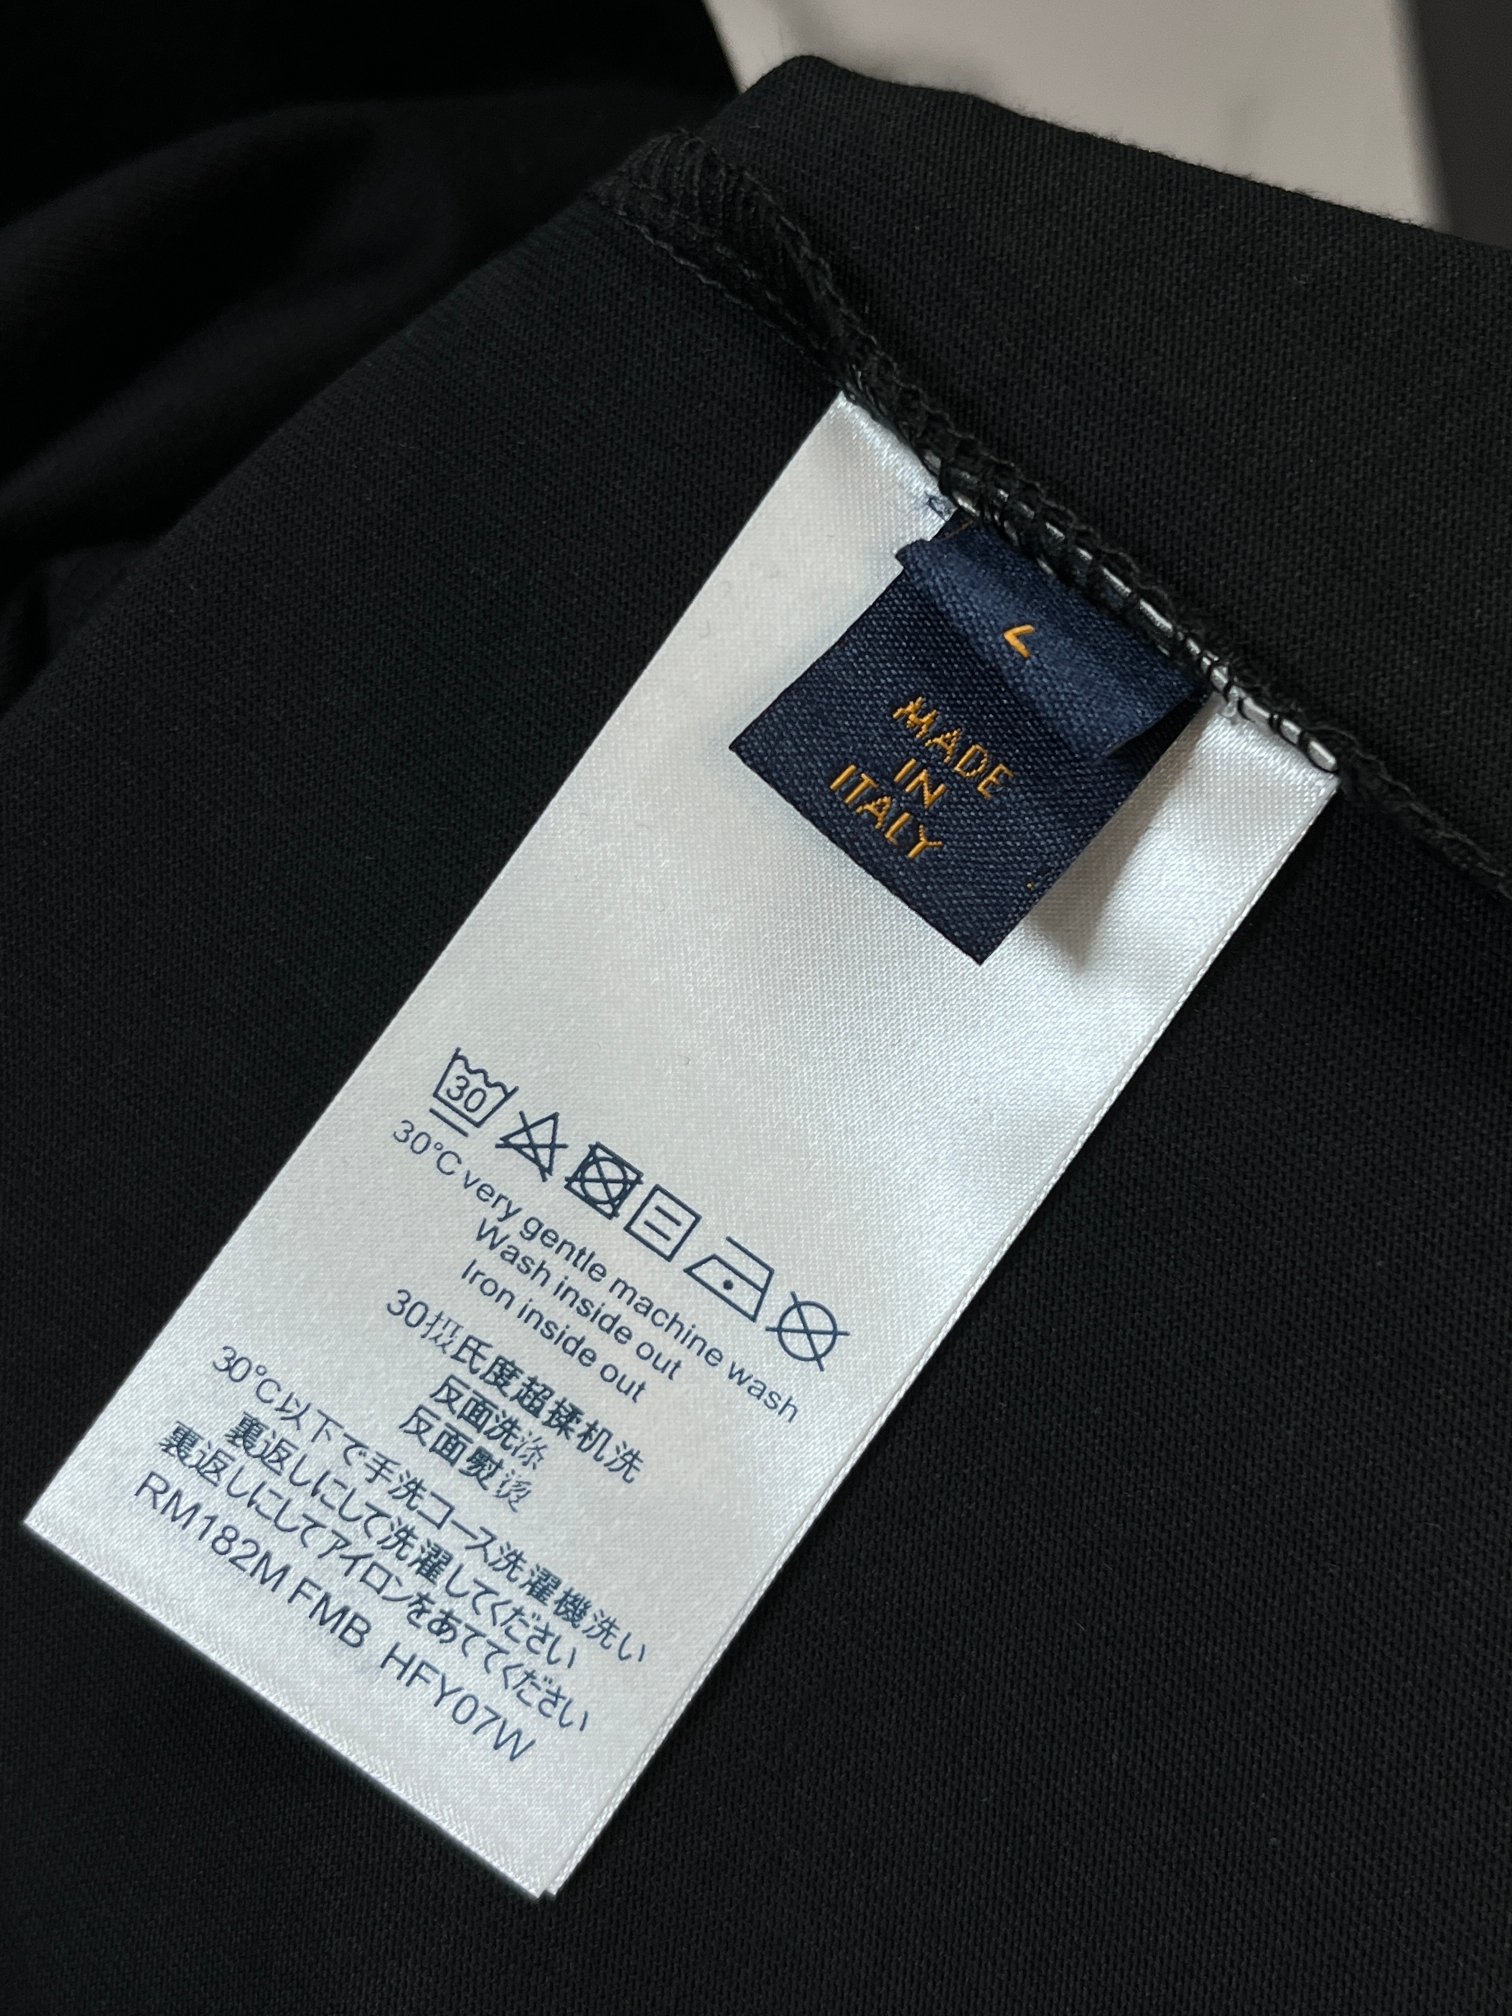 L
MADE
IN
ITALY
30
30°C very gentle machine wash
Wash inside out
Iron inside out
30摄氏度超揉机洗
反面洗涤
反面熨烫
30°C以下で手洗コース洗濯機洗い
裏返しにして洗濯してください
裏返しにしてアイロンをあててください
RM182M FMB HFY07W